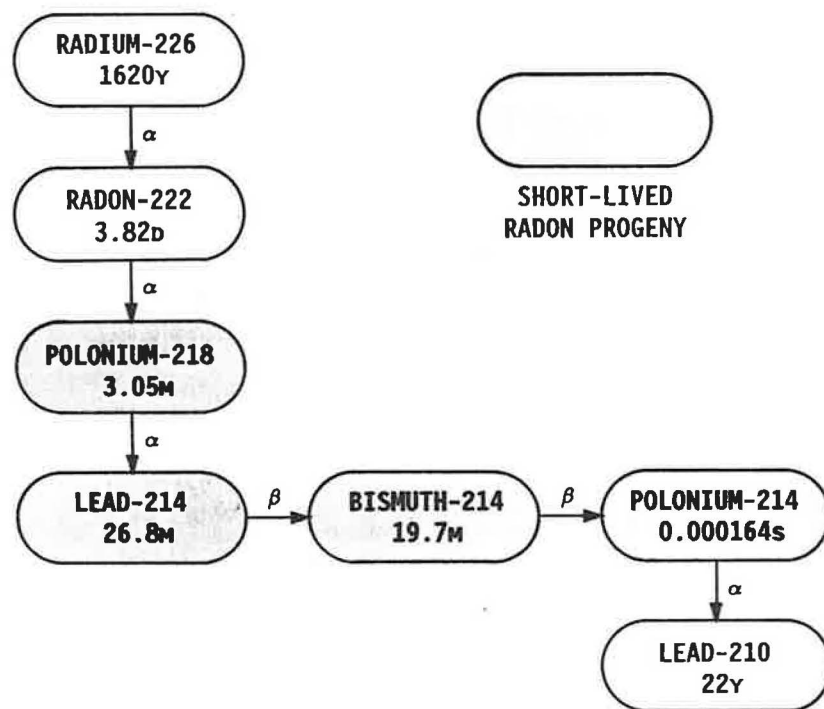 RADIUM-226
1620Y
α
RADON-222
3.82D
α
POLONIUM-218
3.05M
α
LEAD-214
26.8M
β
BISMUTH-214
19.7M
β
POLONIUM-214
0.000164S
α
LEAD-210
22Y
SHORT-LIVED
RADON PROGENY